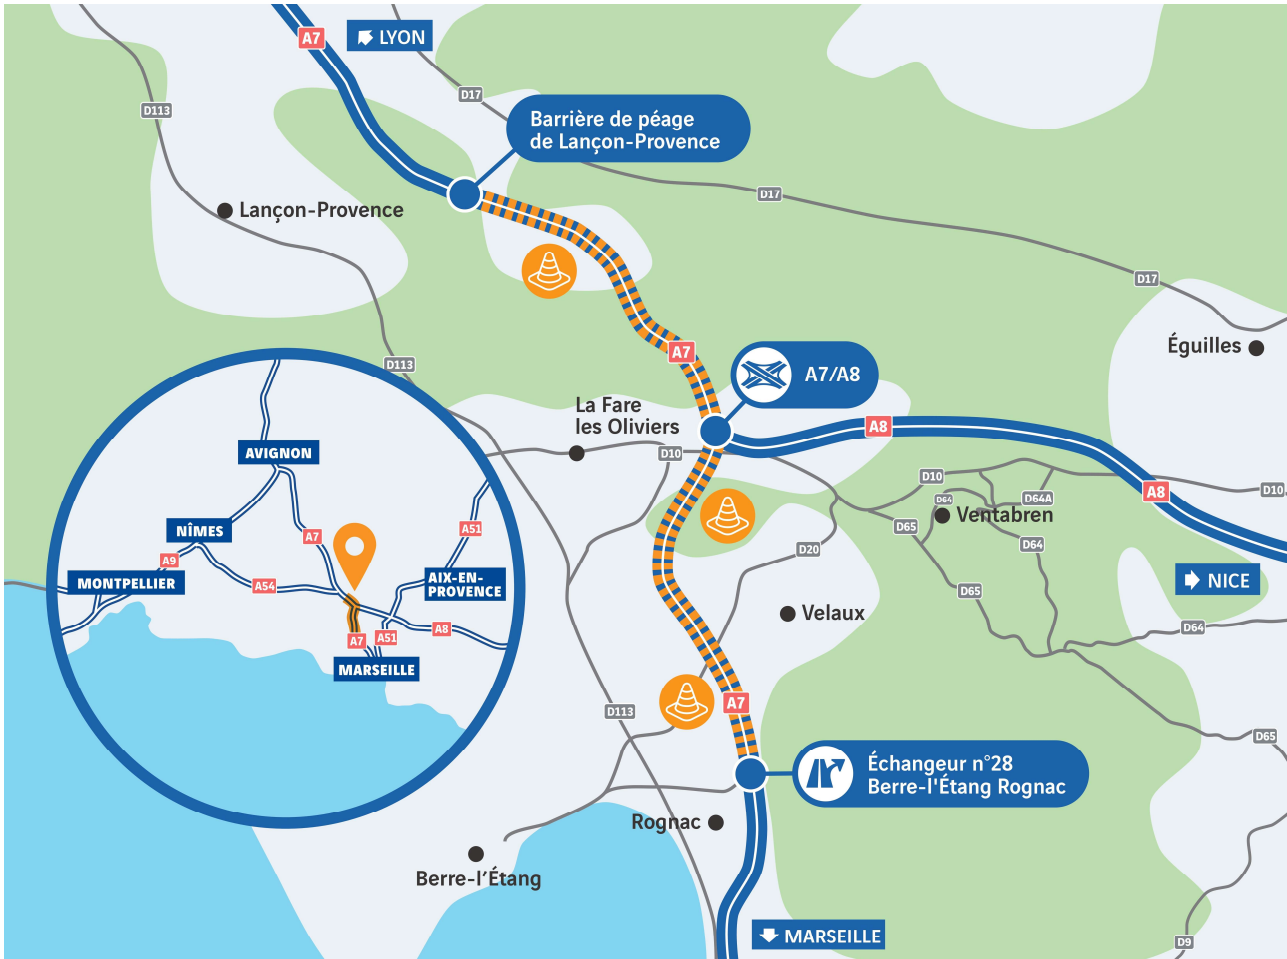 A7
LYON
D17
D113
Barrière de péage
de Lançon-Provence
D17
Lançon-Provence
D17
Éguilles
A7
D113
A7/A8
La Fare
les Oliviers
A8
D10
D10
D64
D64A
A8
D10
Ventabren
D65
D64
D20
NICE
D65
Velaux
D64
AVIGNON
NÎMES
A7
A51
A9
MONTPELLIER
A54
AIX-EN-
PROVENCE
A7
A51
A8
MARSEILLE
A7
D113
D65
Échangeur n°28
Berre-l'Étang Rognac
Rognac
Berre-l'Étang
MARSEILLE
D9